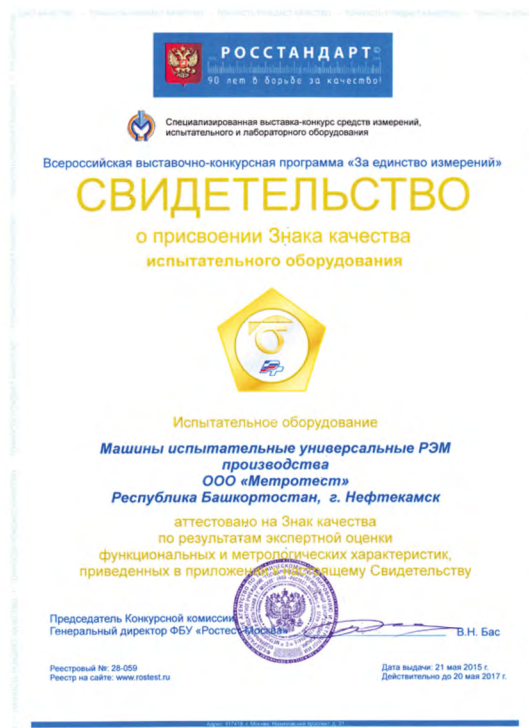 РОССТАНДАРТ©
90 лет в борьбе за качество!
Специализированная выставка-конкурс средств измерений,
испытательного и лабораторного оборудования
Всероссийская выставочно-конкурсная программа «За единство измерений»
СВИДЕТЕЛЬСТВО
о присвоении Знака качества
испытательного оборудования
Испытательное оборудование
Машины испытательные универсальные РЭМ
производства
ООО «Метротест»
Республика Башкортостан, г. Нефтекамск
аттестовано на Знак качества
по результатам экспертной оценки
функциональных и метрологических характеристик,
приведенных в приложении к настоящему Свидетельству
Председатель Конкурсной комиссии
Генеральный директор ФБУ «Ростест-Москва»
В.Н. Бас
Реестровый №: 28-059
Реестр на сайте: www.rostest.ru
Дата выдачи: 21 мая 2015 г.
Действительно до 20 мая 2017 г.